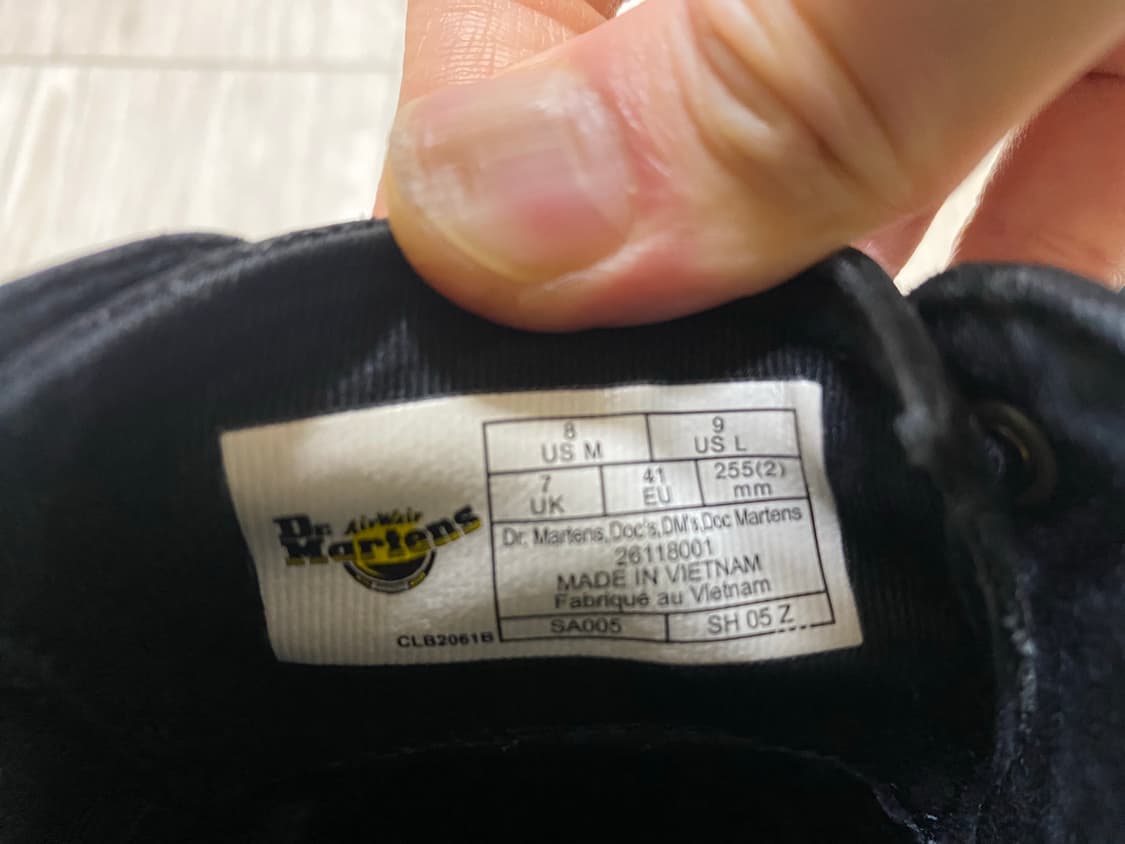 Dr.
AirWair
Martens
8
US M
9
US L
7
UK
41
EU
255(2)
mm
Dr. Martens,Doc's,DM's,Doc Martens
26118001
MADE IN VIETNAM
Fabriqué au Vietnam
SA005
SH 05 Z
CLB2061B